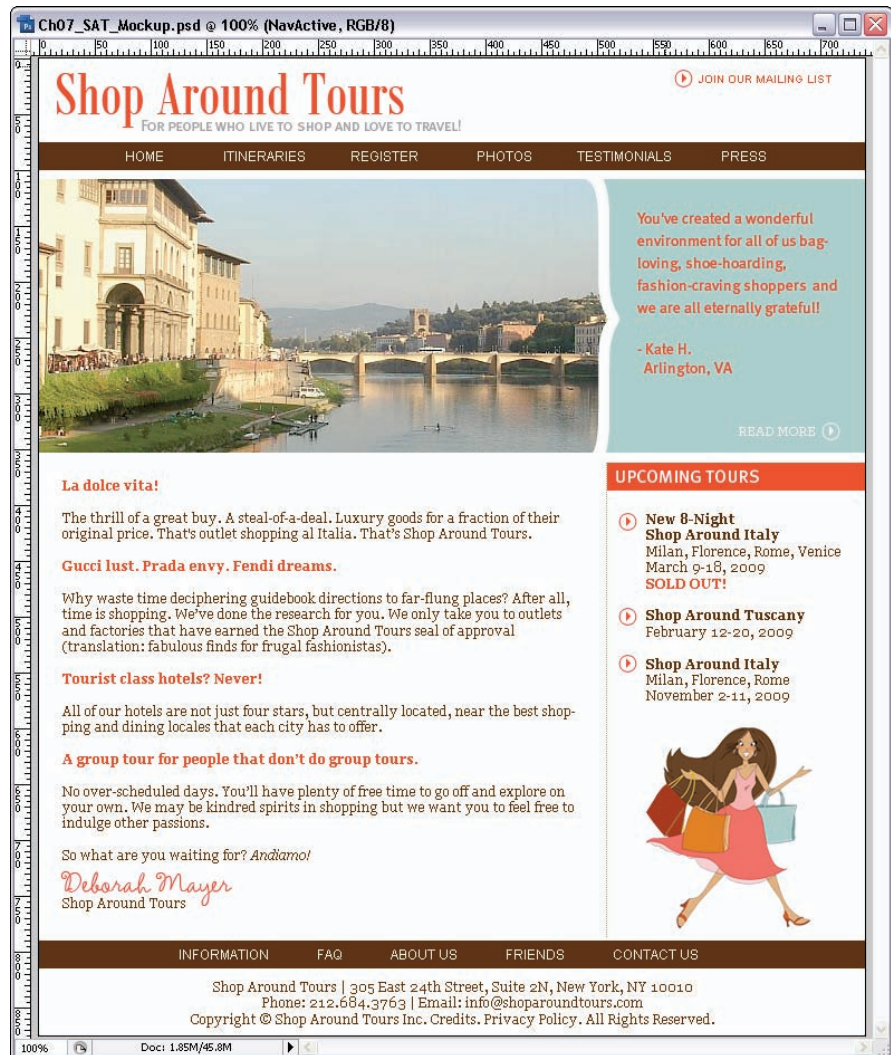 Ch07_SAT_Mockup.psd @ 100% (NavActive, RGB/8)
0 50 100 150 200 250 300 350 400 450 500 550 600 650 700
Shop Around Tours
FOR PEOPLE WHO LIVE TO SHOP AND LOVE TO TRAVEL!
JOIN OUR MAILING LIST
HOME ITINERARIES REGISTER PHOTOS TESTIMONIALS PRESS
You've created a wonderful
environment for all of us bag-
loving, shoe-hoarding,
fashion-craving shoppers and
we are all eternally grateful!
- Kate H.
Arlington, VA
READ MORE
La dolce vita!
The thrill of a great buy. A steal-of-a-deal. Luxury goods for a fraction of their
original price. That's outlet shopping al Italia. That's Shop Around Tours.
Gucci lust. Prada envy. Fendi dreams.
Why waste time deciphering guidebook directions to far-flung places? After all,
time is shopping. We've done the research for you. We only take you to outlets
and factories that have earned the Shop Around Tours seal of approval
(translation: fabulous finds for frugal fashionistas).
Tourist class hotels? Never!
All of our hotels are not just four stars, but centrally located, near the best shop-
ping and dining locales that each city has to offer.
A group tour for people that don't do group tours.
No over-scheduled days. You'll have plenty of free time to go off and explore on
your own. We may be kindred spirits in shopping but we want you to feel free to
indulge other passions.
So what are you waiting for? Andiamo!
Deborah Mayer
Shop Around Tours
UPCOMING TOURS
New 8-Night
Shop Around Italy
Milan, Florence, Rome, Venice
March 9-18, 2009
SOLD OUT!
Shop Around Tuscany
February 12-20, 2009
Shop Around Italy
Milan, Florence, Rome
November 2-11, 2009
INFORMATION FAQ ABOUT US FRIENDS CONTACT US
Shop Around Tours | 305 East 24th Street, Suite 2N, New York, NY 10010
Phone: 212.684.3763 | Email: info@shoparoundtours.com
Copyright © Shop Around Tours Inc. Credits. Privacy Policy. All Rights Reserved.
100% Doc: 1.85M/45.8M